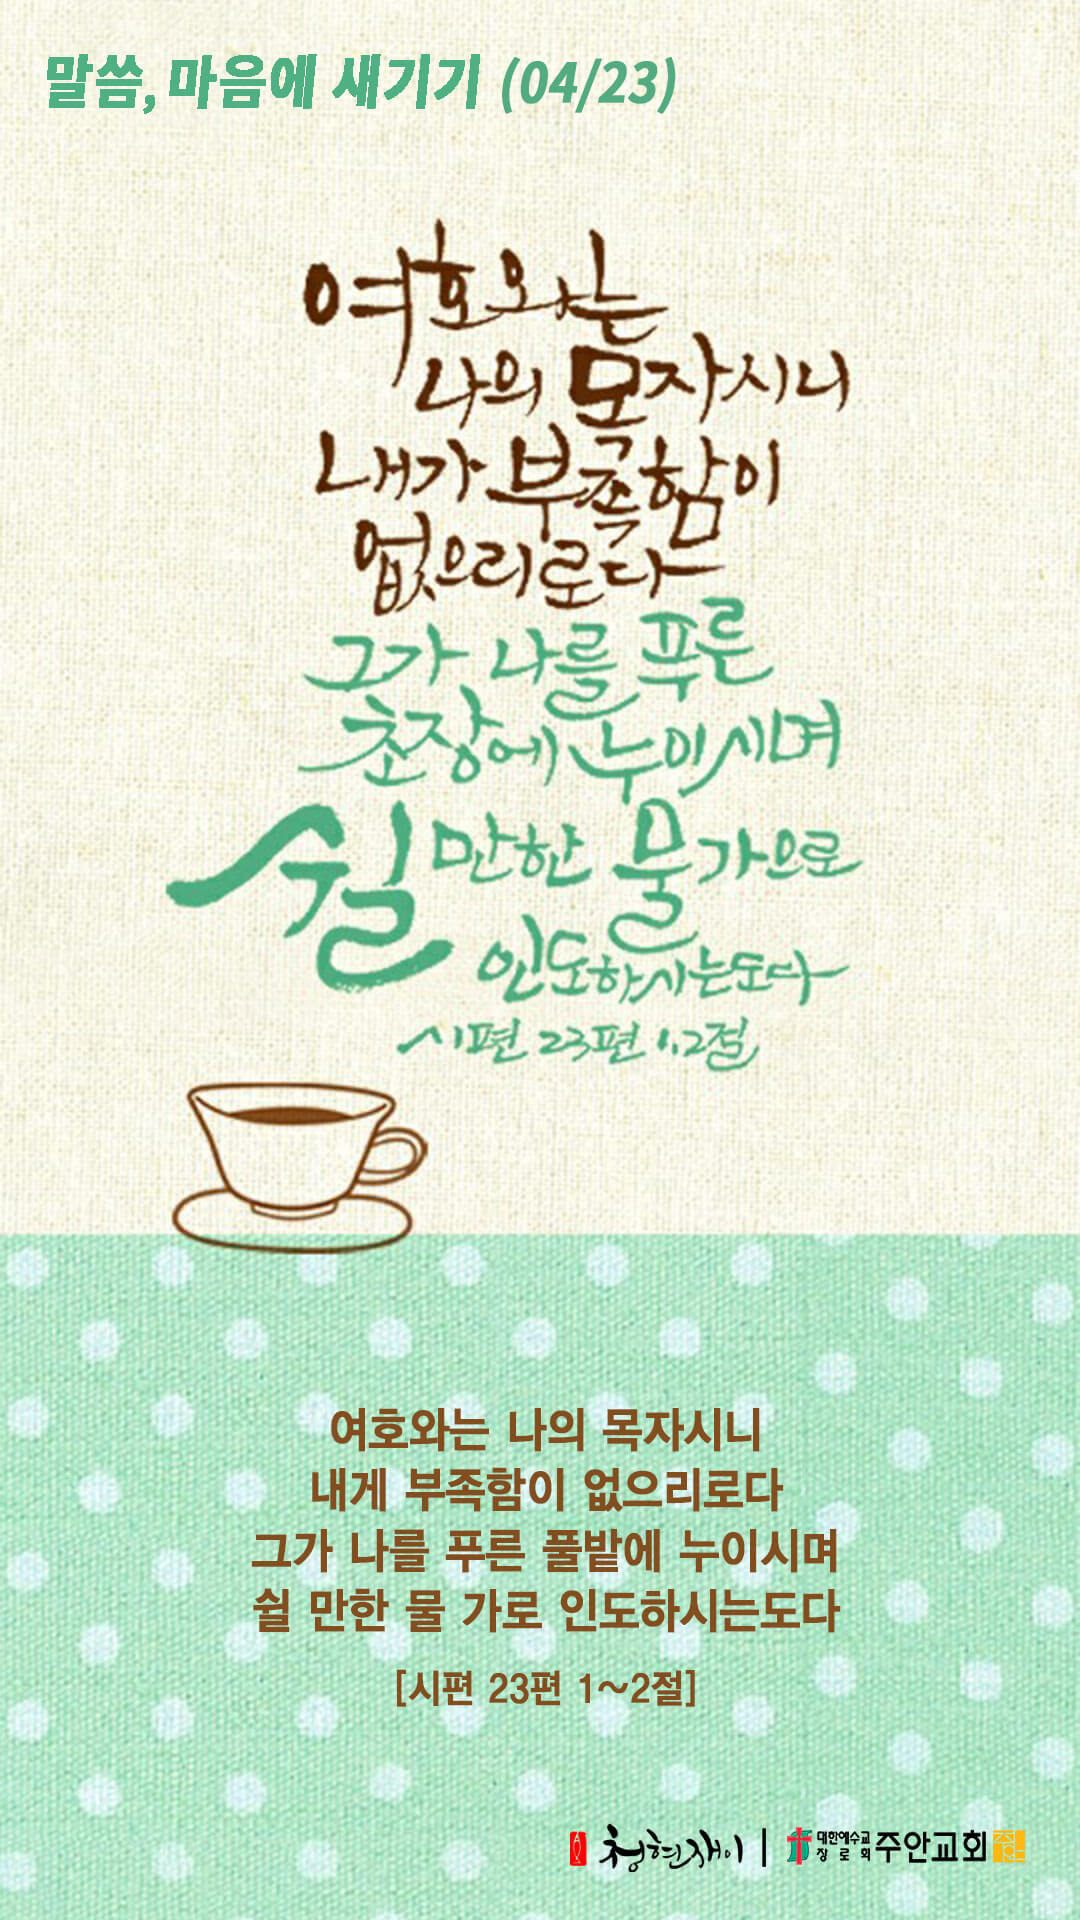 말씀, 마음에 새기기 (04/23)
여호와는
나의 목자시니
내가 부족함이
없으리로다
그가 나를 푸른
초장에 누이시며
쉴 만한 물가으로
인도하시는도다
시편 23편 1,2절
여호와는 나의 목자시니
내게 부족함이 없으리로다
그가 나를 푸른 풀밭에 누이시며
쉴 만한 물 가로 인도하시는도다
[시편 23편 1~2절]
청현재이 | 대한예수교 장로회 주안교회